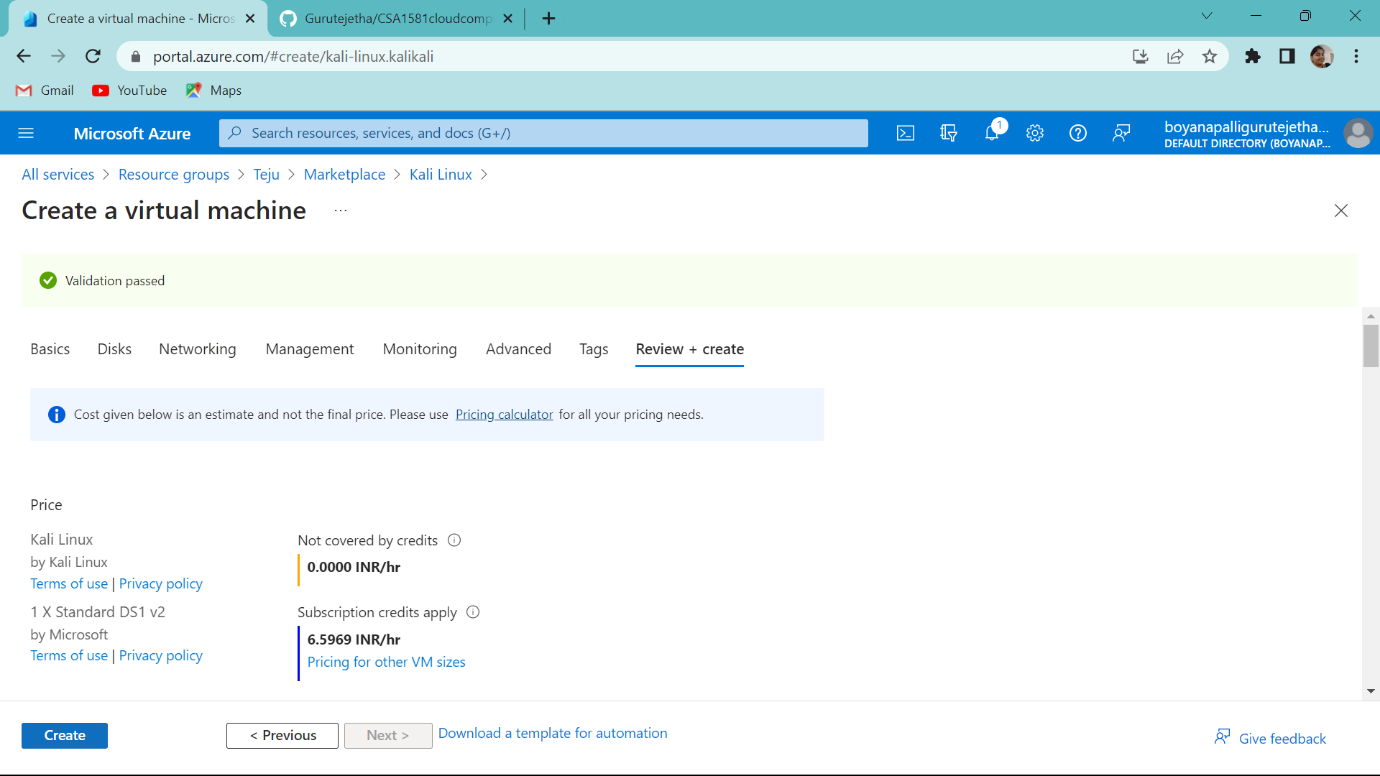 Create a virtual machine - Micros
Gurutejetha/CSA1581cloudcomp
portal.azure.com/#create/kali-linux.kalikali
Gmail
YouTube
Maps
Microsoft Azure
Search resources, services, and docs (G+/)
1
boyanapalligurutejetha...
DEFAULT DIRECTORY (BOYANAP...
All services > Resource groups > Teju > Marketplace > Kali Linux >
Create a virtual machine ...
Validation passed
Basics Disks Networking Management Monitoring Advanced Tags Review + create
Cost given below is an estimate and not the final price. Please use Pricing calculator for all your pricing needs.
Price
Kali Linux
by Kali Linux
Terms of use | Privacy policy
Not covered by credits
0.0000 INR/hr
1 X Standard DS1 v2
by Microsoft
Terms of use | Privacy policy
Subscription credits apply
6.5969 INR/hr
Pricing for other VM sizes
Create
< Previous
Next >
Download a template for automation
Give feedback